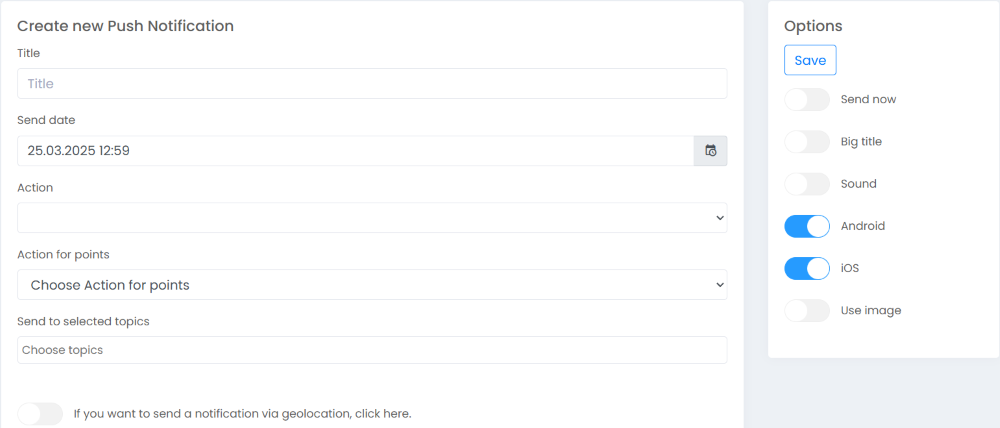 Create new Push Notification
Title
Title
Send date
25.03.2025 12:59
Action
Action for points
Choose Action for points
Send to selected topics
Choose topics
If you want to send a notification via geolocation, click here.
Options
Save
Send now
Big title
Sound
Android
iOS
Use image